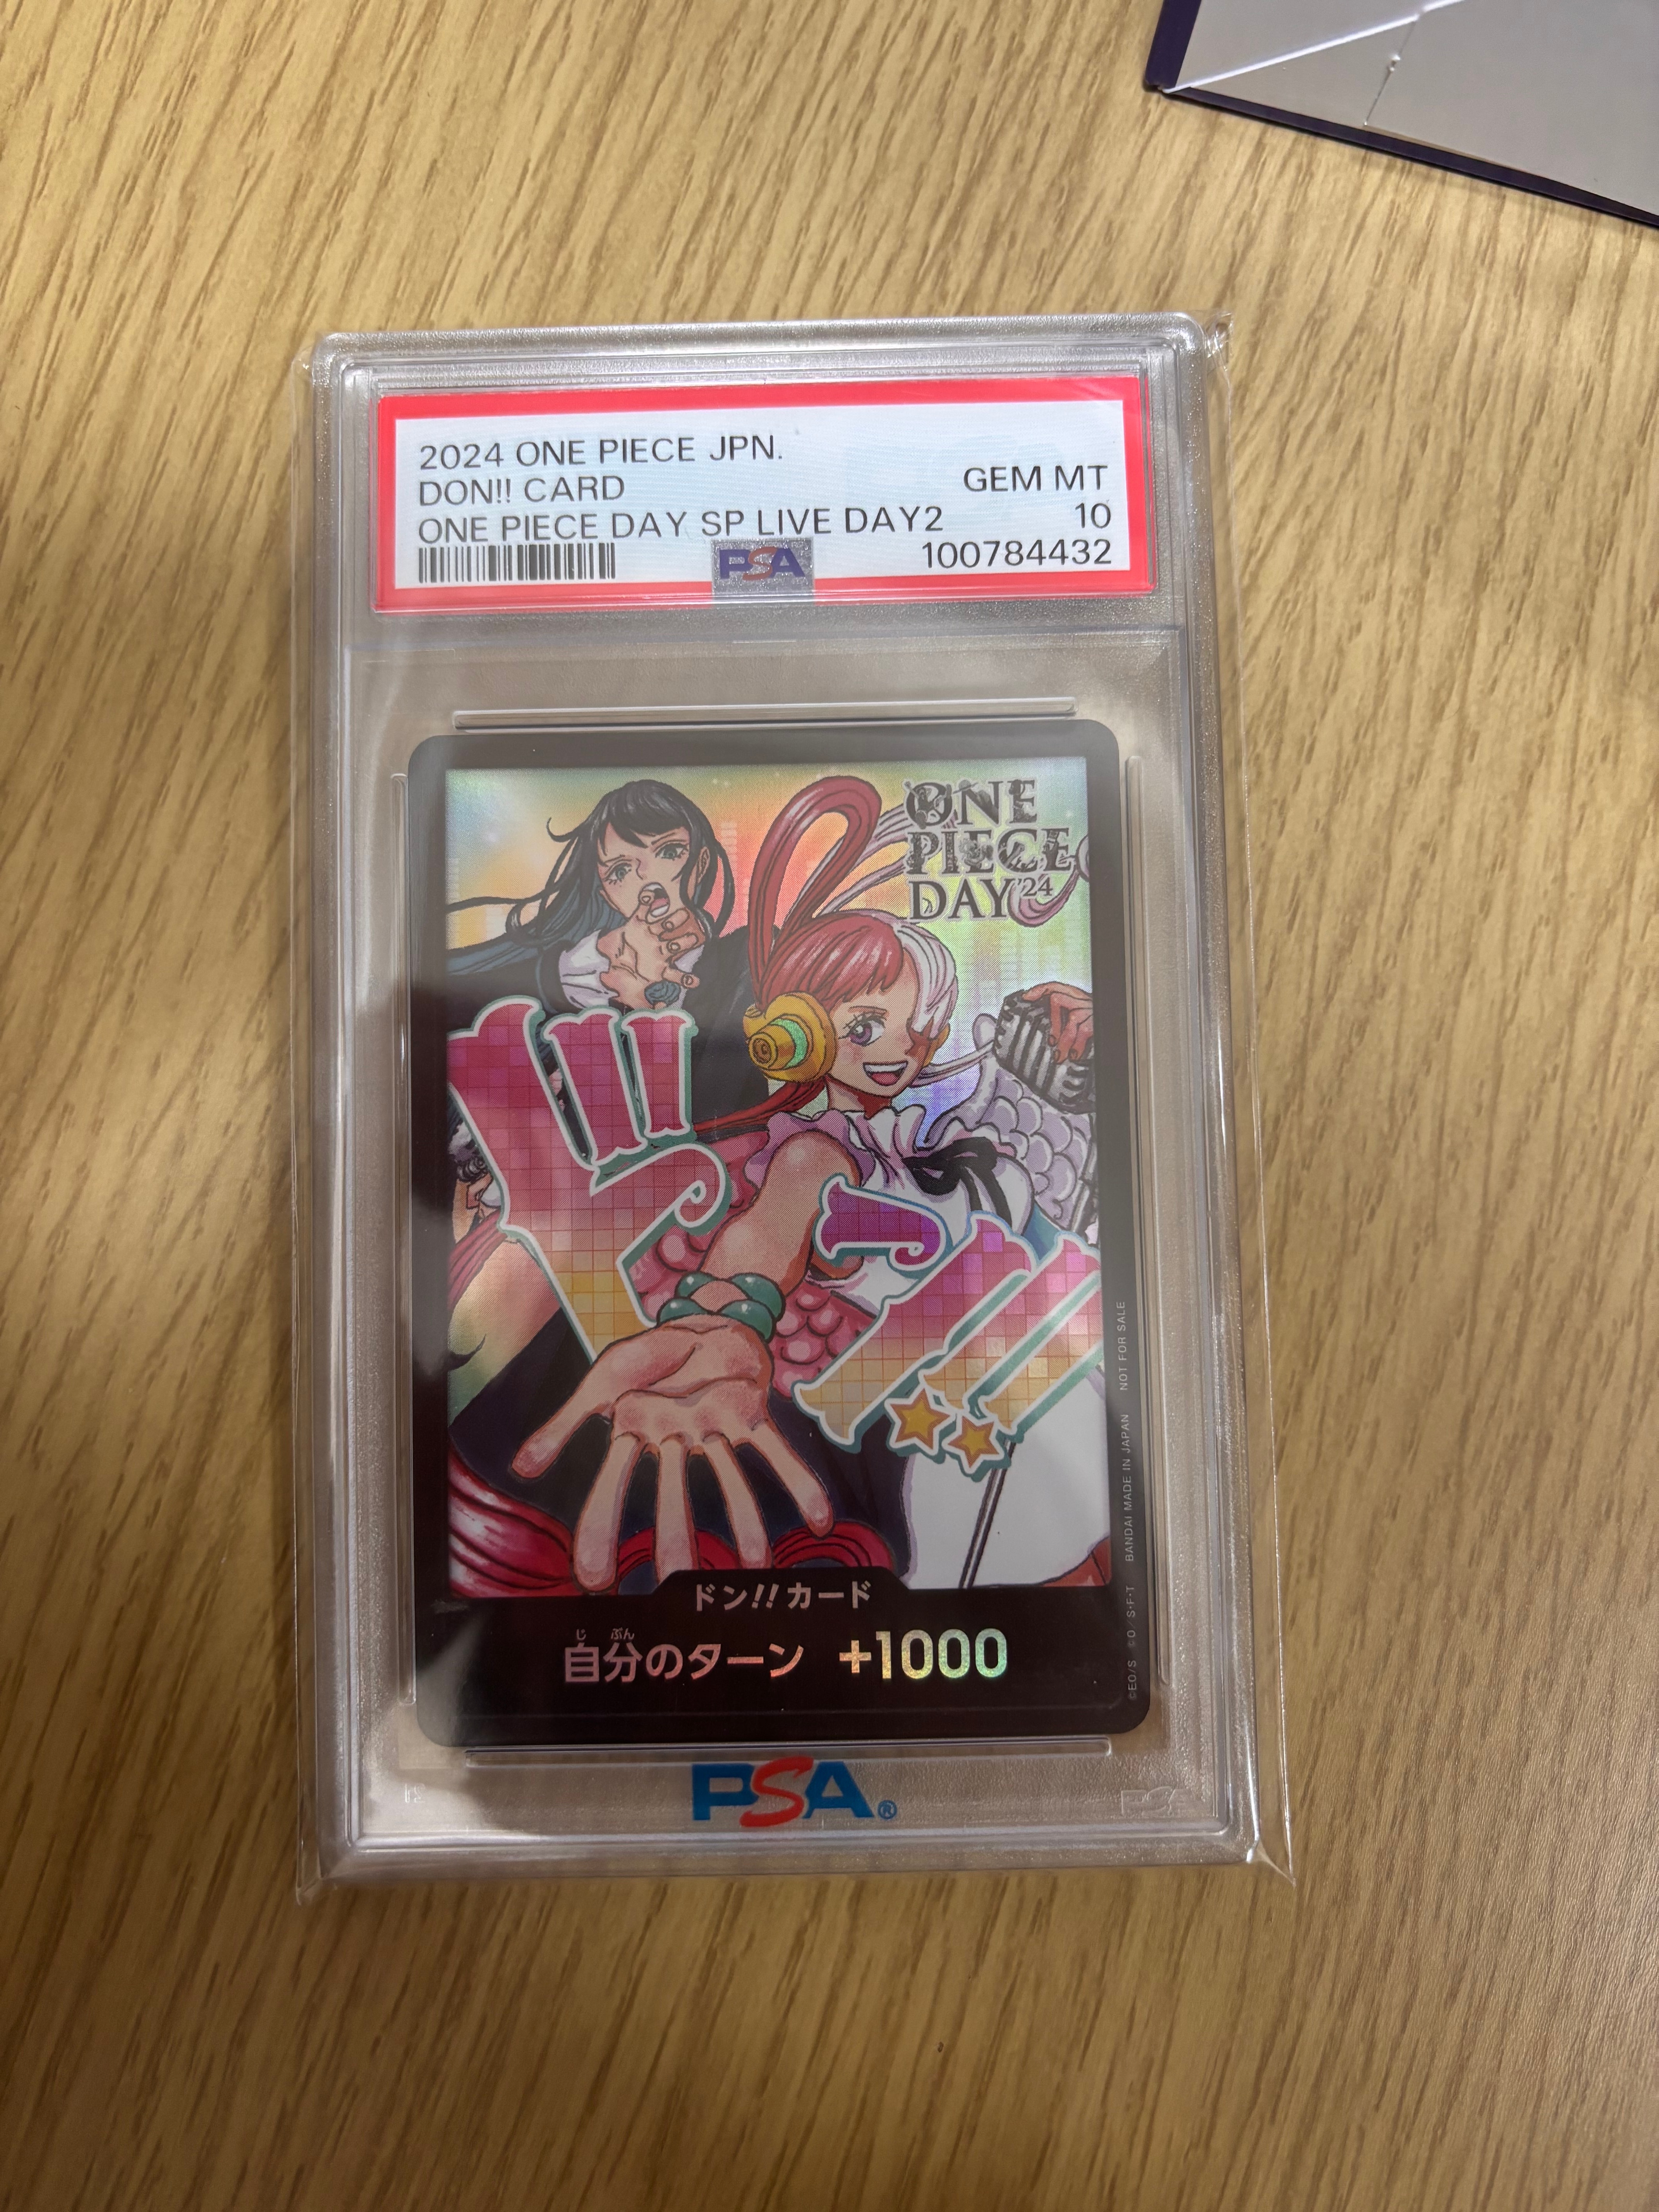 2024 ONE PIECE JPN.
DON!! CARD GEM MT
ONE PIECE DAY SP LIVE DAY2 10
PSA 100784432
ONE
PIECE
DAY'24
ドン!!
ドン!!カード
じ ぶん
自分のターン +1000
©EO/S ©O/S·F·T BANDAI MADE IN JAPAN NOT FOR SALE
PSA®
PSA